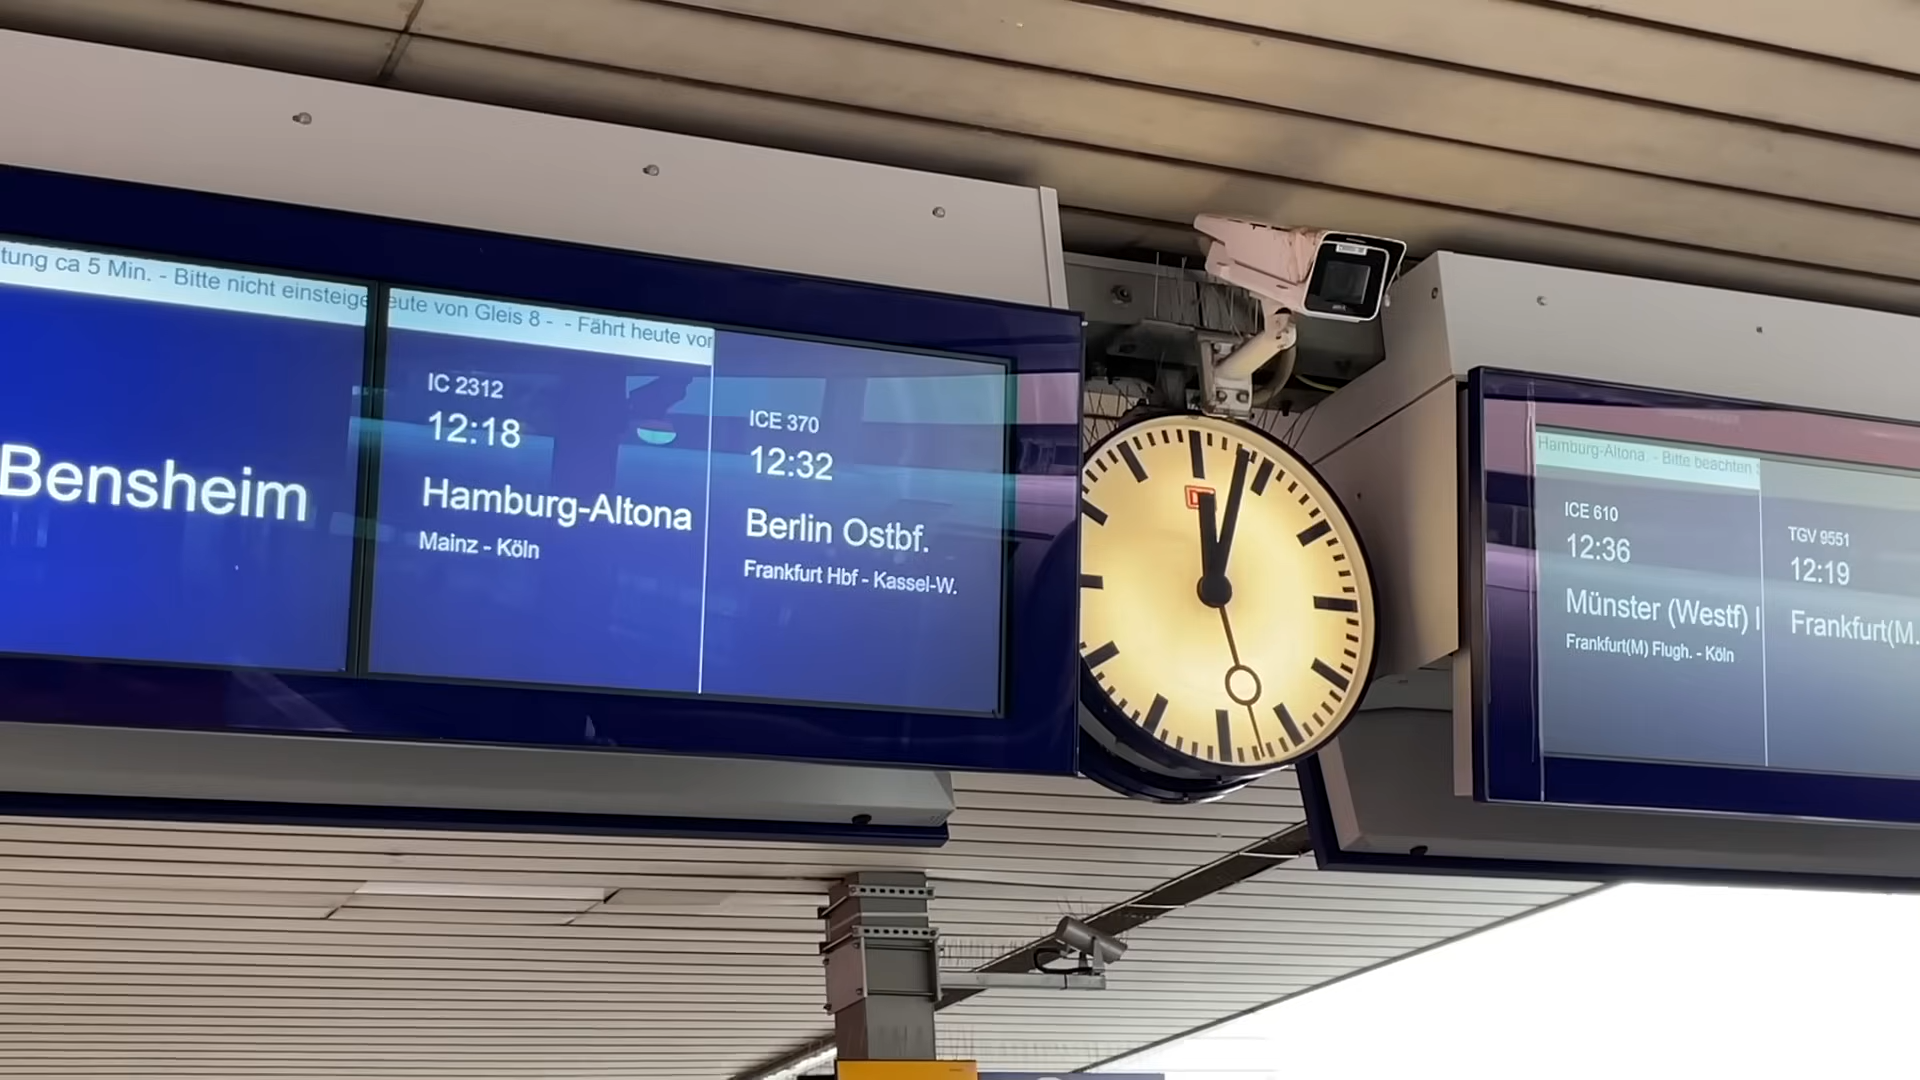 tung ca 5 Min. - Bitte nicht einsteige
Bensheim
eute von Gleis 8 - - Fährt heute vor
IC 2312
12:18
Hamburg-Altona
Mainz - Köln
ICE 370
12:32
Berlin Ostbf.
Frankfurt Hbf - Kassel-W.
DB
Hamburg-Altona. - Bitte beachten
ICE 610
12:36
Münster (Westf)
Frankfurt(M) Flugh. - Köln
TGV 9551
12:19
Frankfurt(M.